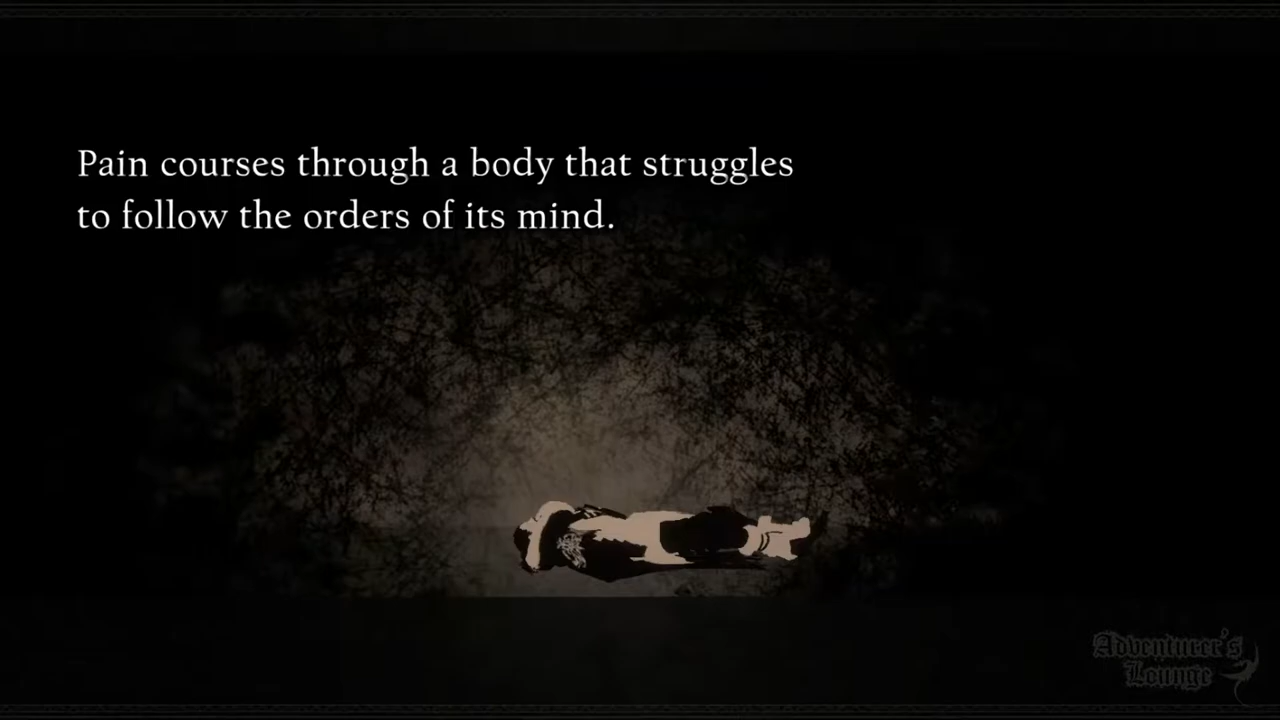 Pain courses through a body that struggles
to follow the orders of its mind.
Adventurer's
Lounge